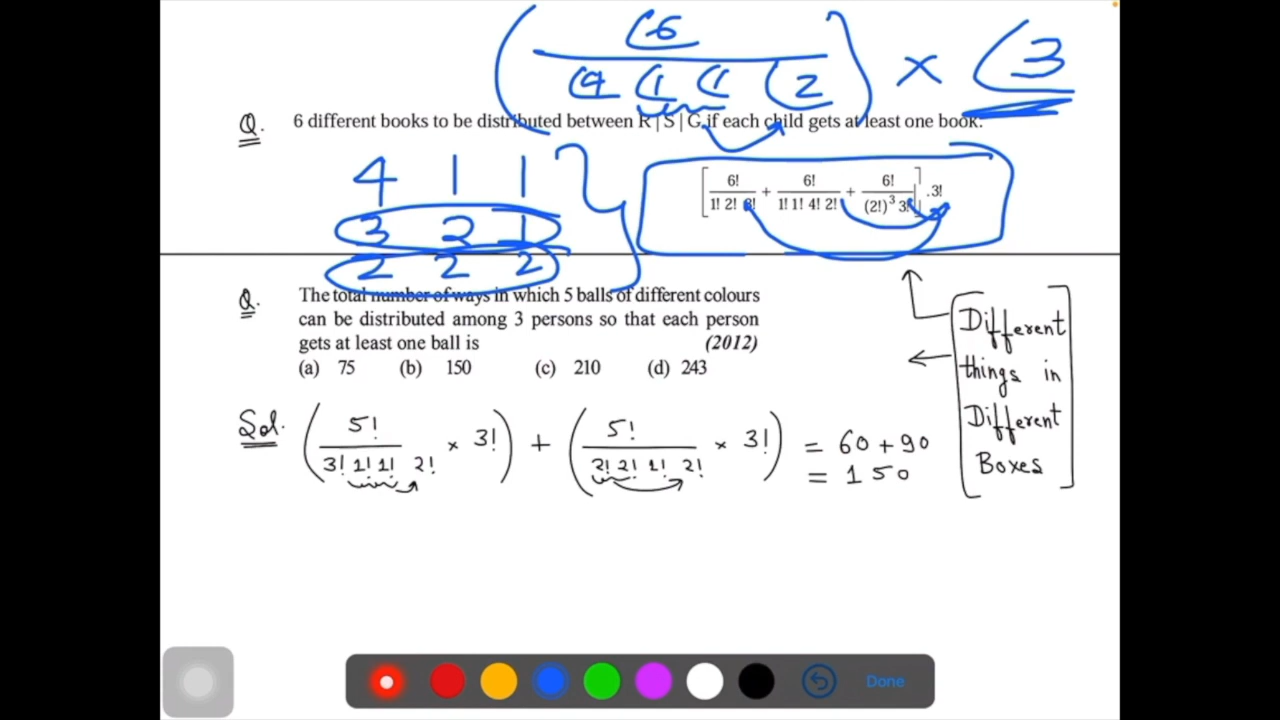 (6 / (4 (1 (1 (2) × (3
Q. 6 different books to be distributed between R | S | G if each child gets at least one book.
4 1 1
3 2 1
2 2 2
[6!/1! 2! 3! + 6!/1! 1! 4! 2! + 6!/(2!)³ 3!] . 3!
Q. The total number of ways in which 5 balls of different colours
can be distributed among 3 persons so that each person
gets at least one ball is (2012)
(a) 75 (b) 150 (c) 210 (d) 243
Sol. (5!/3! 1! 1! 2! × 3!) + (5!/2! 2! 1! 2! × 3!) = 60 + 90
= 150
Different
things in
Different
Boxes
Done